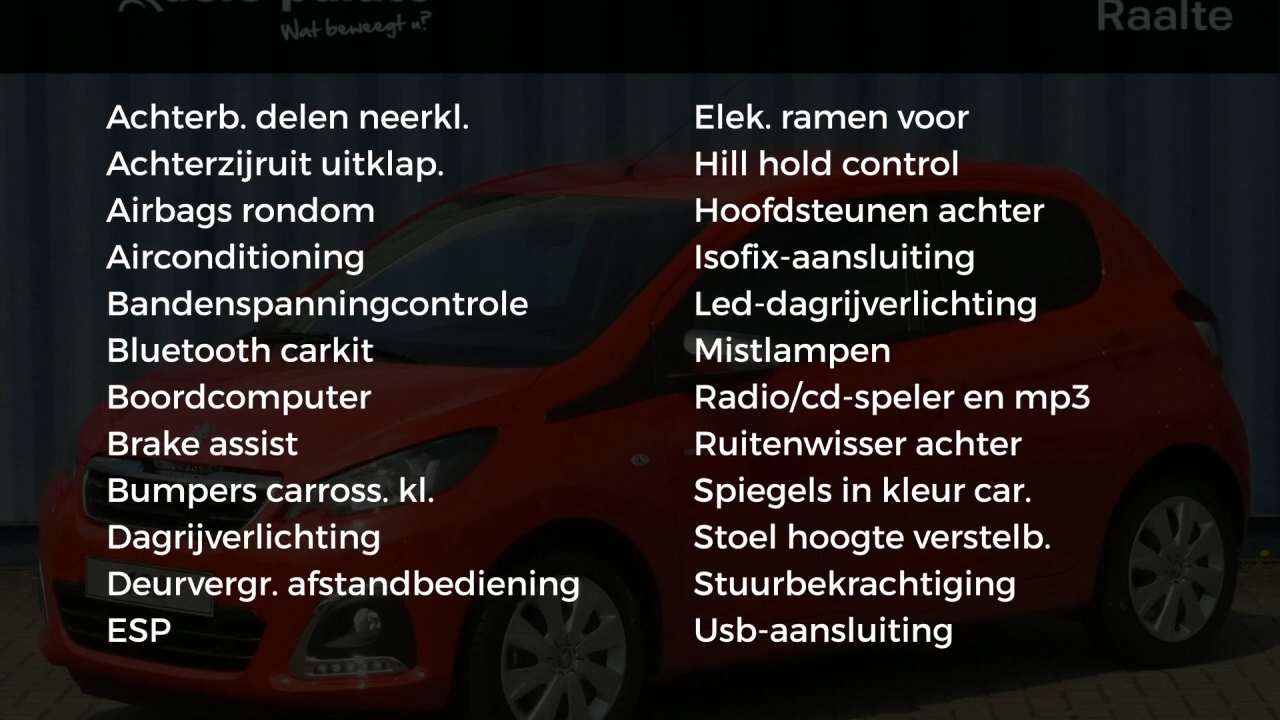 Wat beweegt u?
Raalte
Achterb. delen neerkl.
Achterzijruit uitklap.
Airbags rondom
Airconditioning
Bandenspanningcontrole
Bluetooth carkit
Boordcomputer
Brake assist
Bumpers carross. kl.
Dagrijverlichting
Deurvergr. afstandbediening
ESP
Elek. ramen voor
Hill hold control
Hoofdsteunen achter
Isofix-aansluiting
Led-dagrijverlichting
Mistlampen
Radio/cd-speler en mp3
Ruitenwisser achter
Spiegels in kleur car.
Stoel hoogte verstelb.
Stuurbekrachtiging
Usb-aansluiting